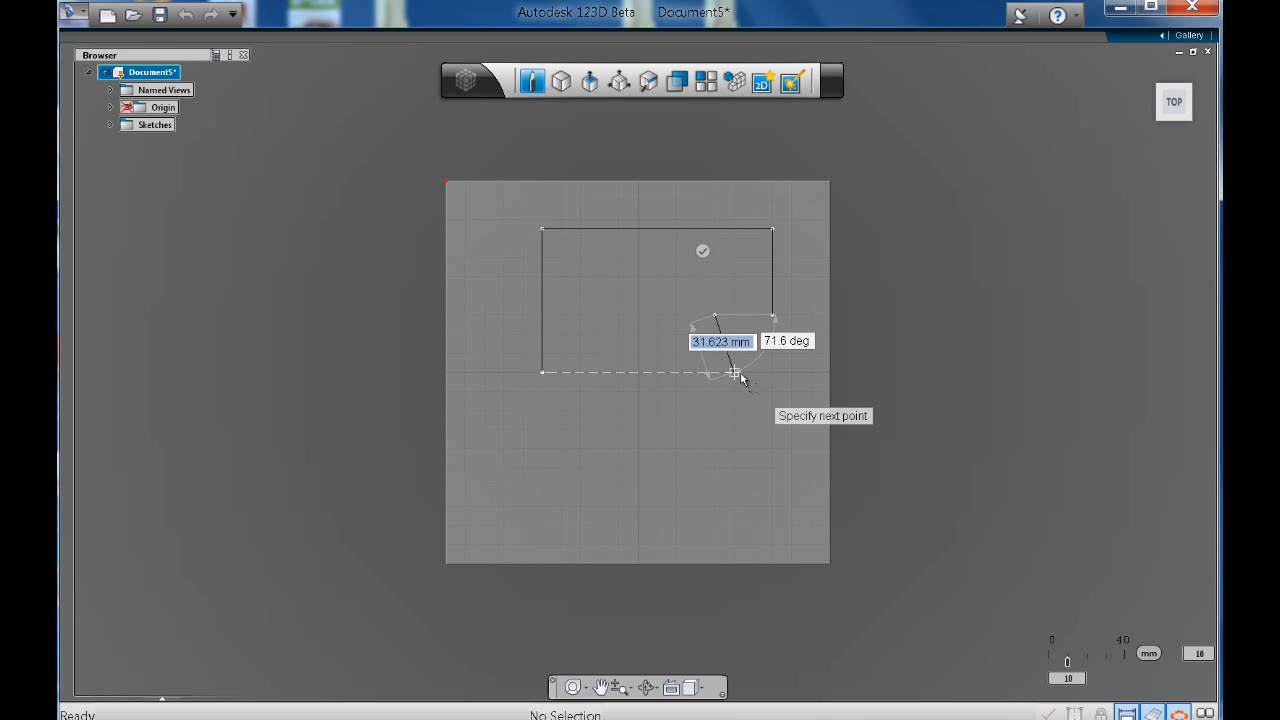 Autodesk 123D Beta Document5*
Gallery
Browser
Document5*
Named Views
Origin
Sketches
2D
TOP
31.623 mm
71.6 deg
Specify next point
0 40
mm
10
10
Ready
No Selection